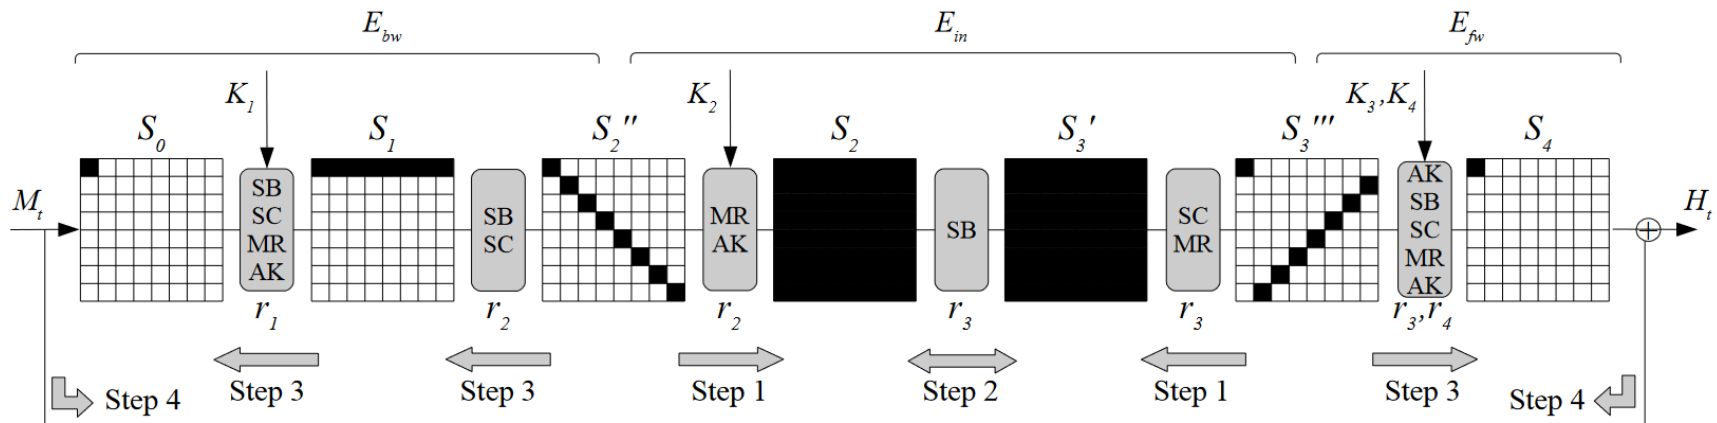 E_bw E_in E_fw
K_1 K_2 K_3,K_4
S_0 S_1 S_2'' S_2 S_3' S_3''' S_4
M_t SB SC MR AK SB SC MR AK SB SC MR AK SB SC MR AK H_t
r_1 r_2 r_2 r_3 r_3 r_3,r_4
Step 4 Step 3 Step 3 Step 1 Step 2 Step 1 Step 3 Step 4